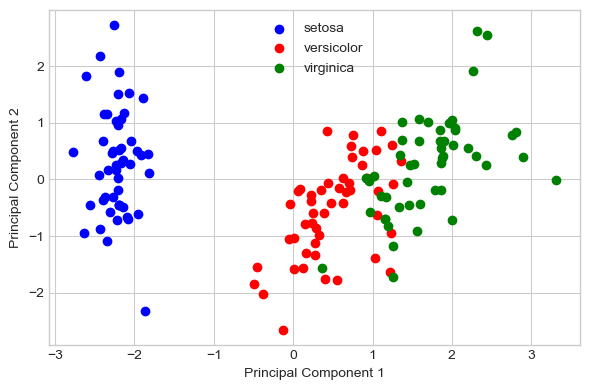 setosa
versicolor
virginica
Principal Component 2
2
1
0
−1
−2
−3 −2 −1 0 1 2 3
Principal Component 1